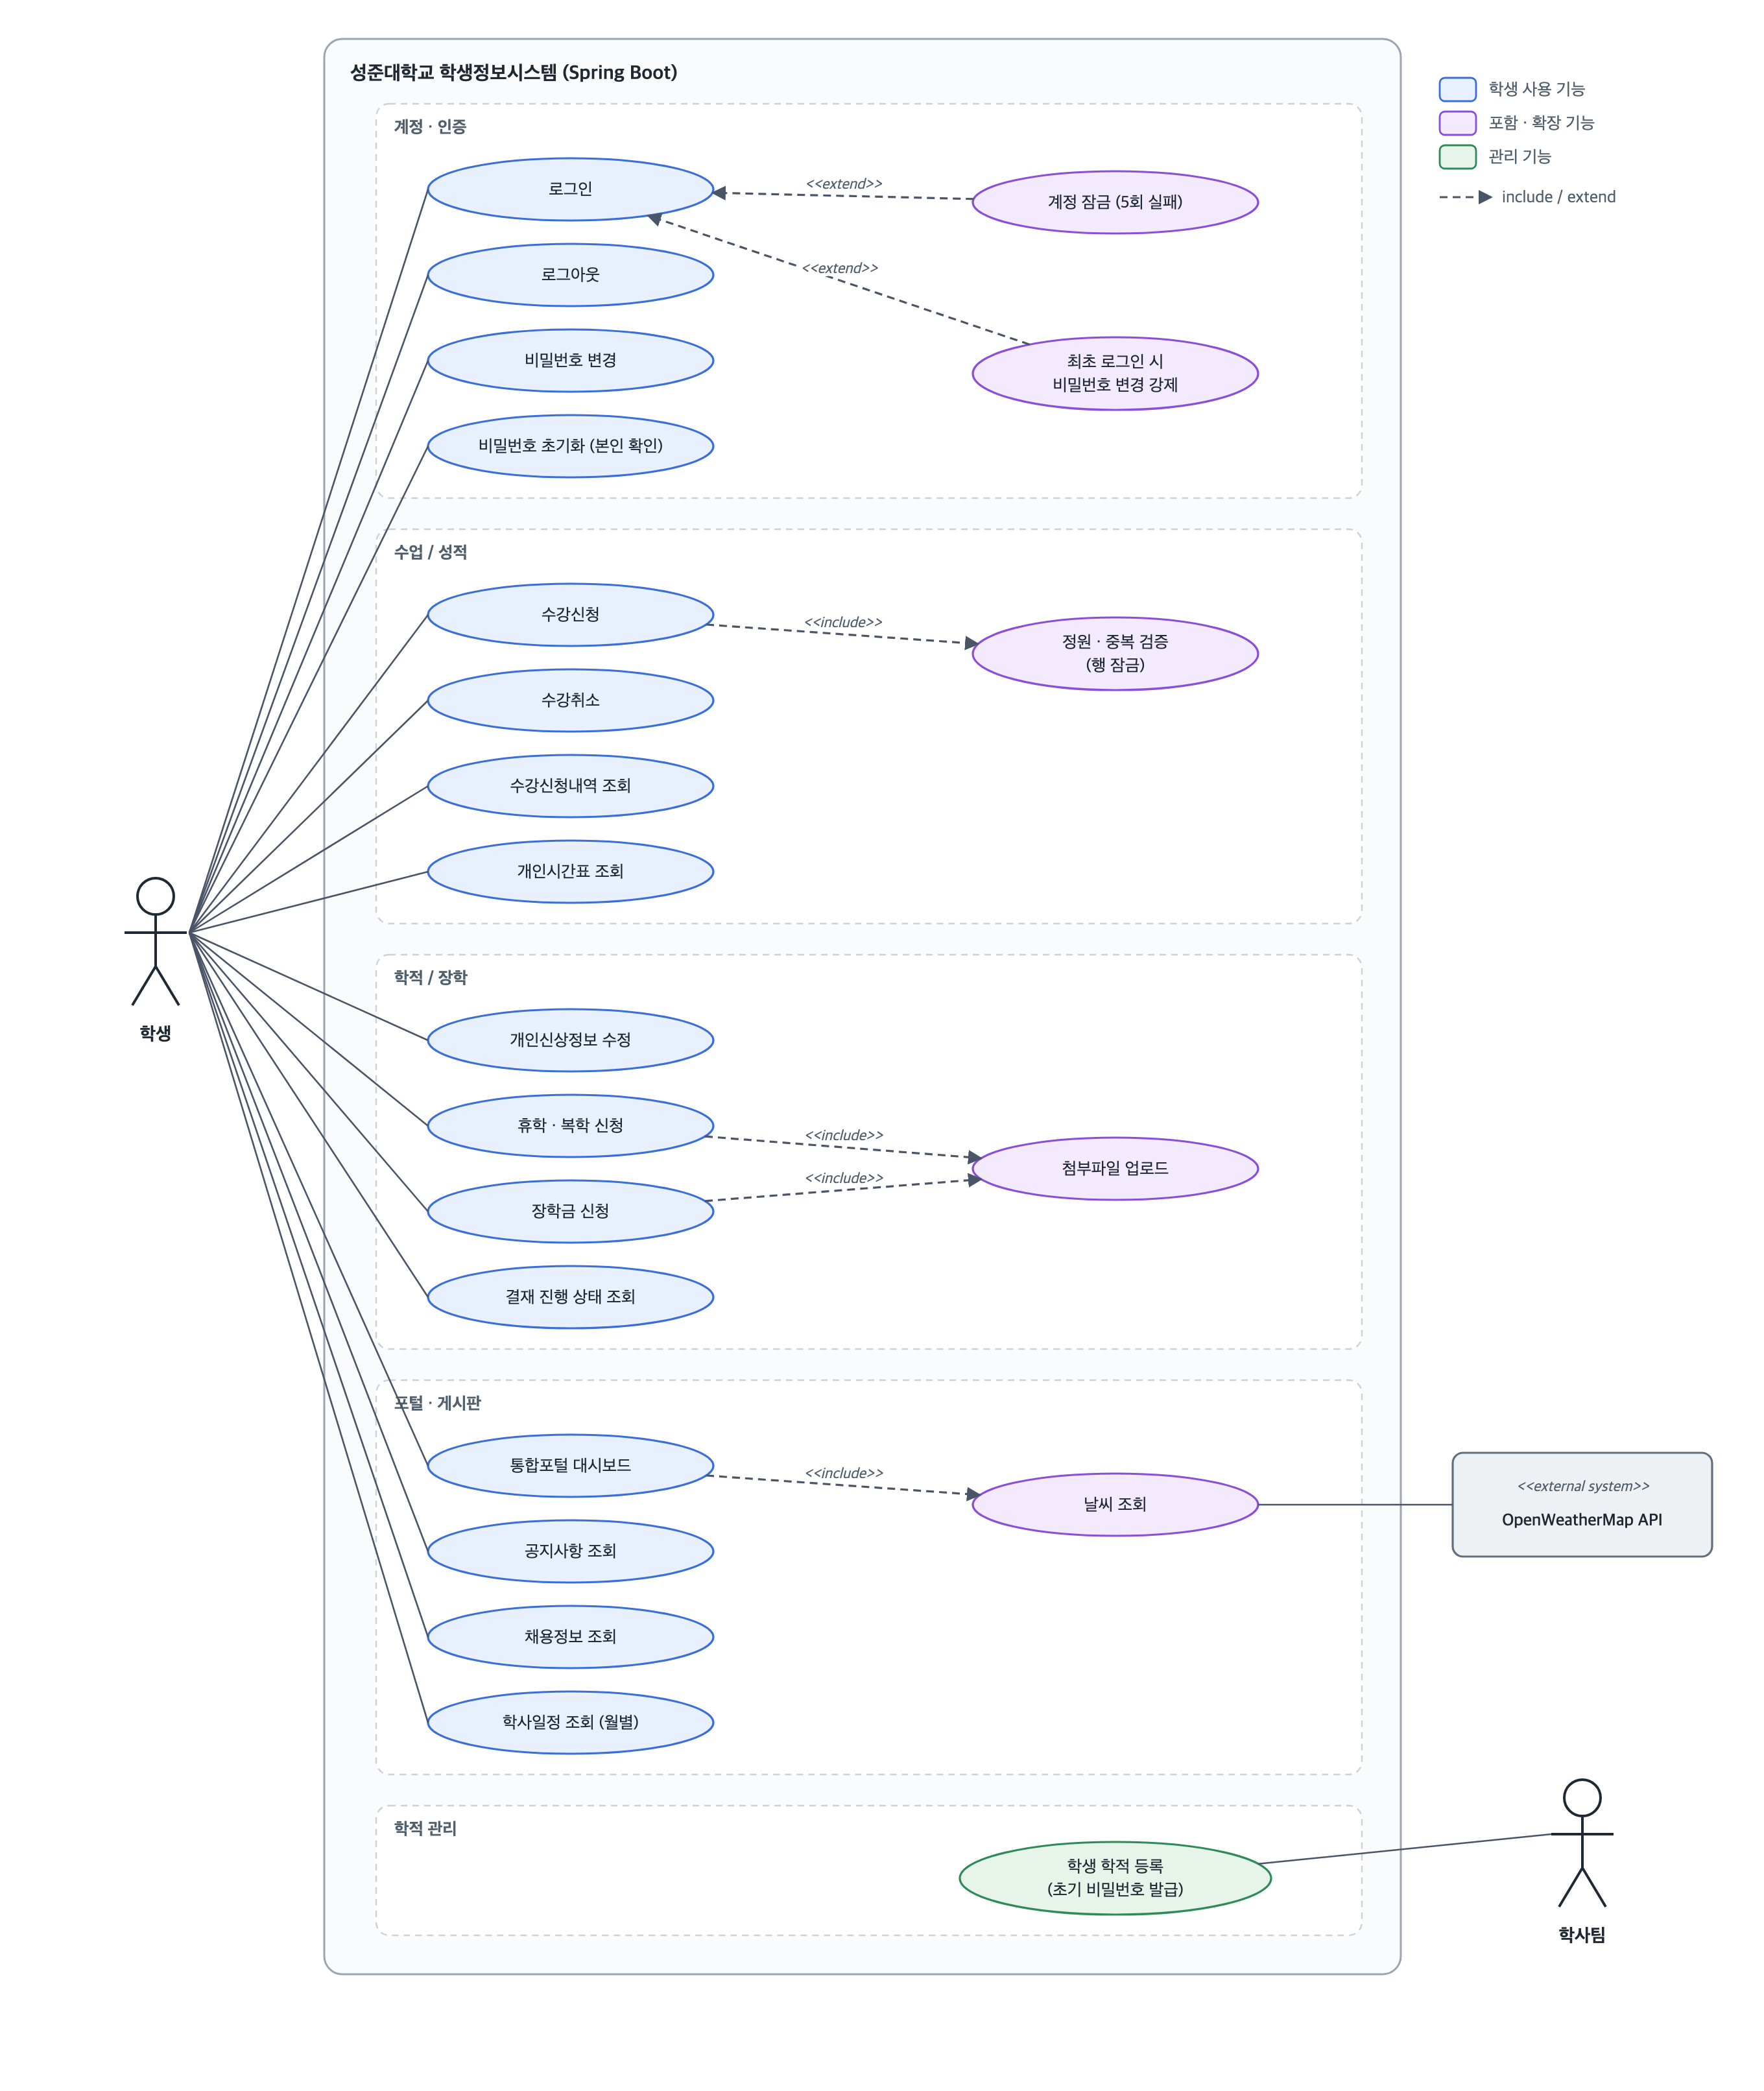 성준대학교 학생정보시스템 (Spring Boot)
학생 사용 기능
포함 · 확장 기능
관리 기능
include / extend
계정 · 인증
로그인
<<extend>>
계정 잠금 (5회 실패)
로그아웃
<<extend>>
비밀번호 변경
최초 로그인 시
비밀번호 변경 강제
비밀번호 초기화 (본인 확인)
수업 / 성적
수강신청
<<include>>
정원 · 중복 검증
(행 잠금)
수강취소
수강신청내역 조회
개인시간표 조회
학생
학적 / 장학
개인신상정보 수정
휴학 · 복학 신청
<<include>>
첨부파일 업로드
<<include>>
장학금 신청
결재 진행 상태 조회
포털 · 게시판
통합포털 대시보드
<<include>>
날씨 조회
<<external system>>
OpenWeatherMap API
공지사항 조회
채용정보 조회
학사일정 조회 (월별)
학적 관리
학생 학적 등록
(초기 비밀번호 발급)
학사팀